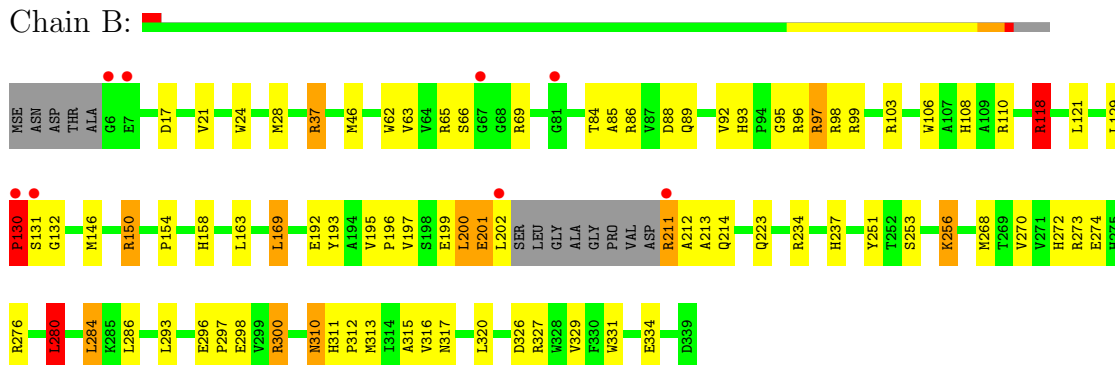 Chain B:
MSE ASN ASP THR ALA G6 E7 D17 V21 W24 M28 R37 M46 W62 V63 V64 R65 S66 G67 G68 R69 G81 T84 A85 R86 V87 D88 Q89 V92 H93 P94 G95 R96 R97 R98 R99 R103 W106 A107 H108 A109 R110 R118 L121 L129
P130 S131 G132 M146 R150 P154 H158 L163 L169 E192 Y193 A194 V195 P196 V197 S198 E199 L200 E201 L202 SER LEU GLY ALA GLY PRO VAL ASP R211 A212 A213 Q214 Q223 R234 H237 Y251 T252 S253 K256 M268 T269 V270 V271 H272 R273 E274 H275
R276 L280 L284 K285 L286 L293 E296 P297 E298 V299 R300 N310 H311 P312 M313 I314 A315 V316 N317 L320 D326 R327 W328 V329 F330 W331 E334 D339